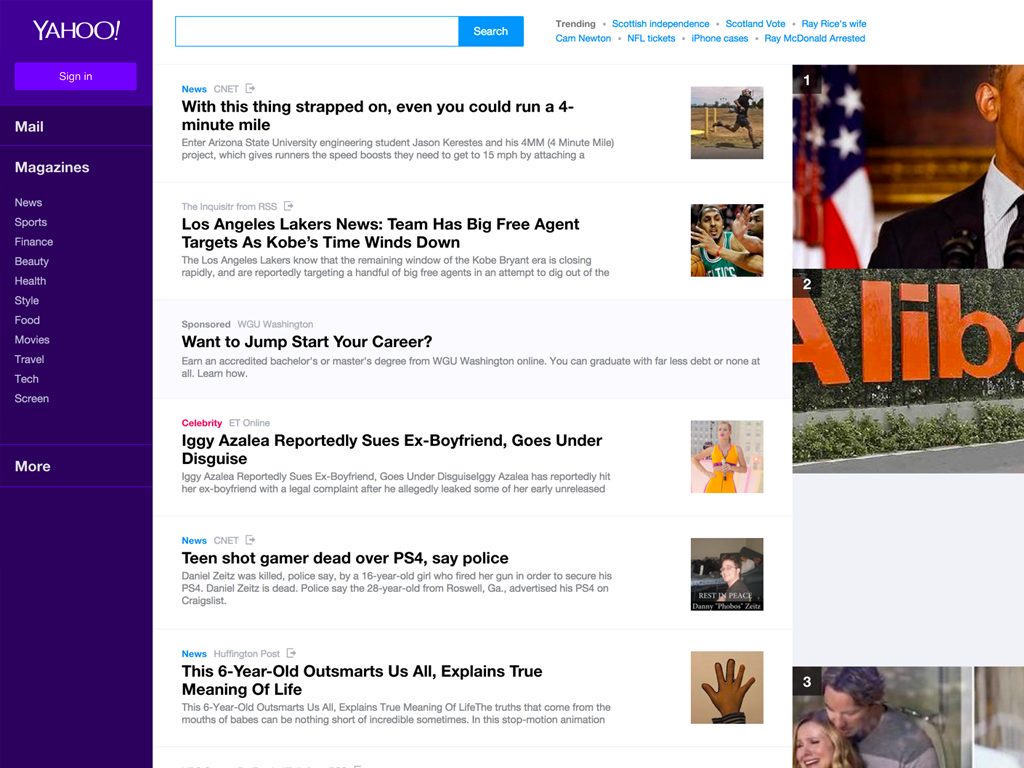 YAHOO!
Sign in
Mail
Magazines
News
Sports
Finance
Beauty
Health
Style
Food
Movies
Travel
Tech
Screen
More
Search
Trending • Scottish independence • Scotland Vote • Ray Rice's wife
Cam Newton • NFL tickets • iPhone cases • Ray McDonald Arrested
News CNET
With this thing strapped on, even you could run a 4-
minute mile
Enter Arizona State University engineering student Jason Kerestes and his 4MM (4 Minute Mile)
project, which gives runners the speed boosts they need to get to 15 mph by attaching a
The Inquisitr from RSS
Los Angeles Lakers News: Team Has Big Free Agent
Targets As Kobe's Time Winds Down
The Los Angeles Lakers know that the remaining window of the Kobe Bryant era is closing
rapidly, and are reportedly targeting a handful of big free agents in an attempt to dig out of the
CELTICS
Sponsored WGU Washington
Want to Jump Start Your Career?
Earn an accredited bachelor's or master's degree from WGU Washington online. You can graduate with far less debt or none at
all. Learn how.
Celebrity ET Online
Iggy Azalea Reportedly Sues Ex-Boyfriend, Goes Under
Disguise
Iggy Azalea Reportedly Sues Ex-Boyfriend, Goes Under DisguiseIggy Azalea has reportedly hit
her ex-boyfriend with a legal complaint after he allegedly leaked some of her early unreleased
News CNET
Teen shot gamer dead over PS4, say police
Daniel Zeitz was killed, police say, by a 16-year-old girl who fired her gun in order to secure his
PS4. Daniel Zeitz is dead. Police say the 28-year-old from Roswell, Ga., advertised his PS4 on
Craigslist.
REST IN PEACE
Danny "Phobos" Zeitz
News Huffington Post
This 6-Year-Old Outsmarts Us All, Explains True
Meaning Of Life
This 6-Year-Old Outsmarts Us All, Explains True Meaning Of LifeThe truths that come from the
mouths of babes can be nothing short of incredible sometimes. In this stop-motion animation
1
2
Aliba
3